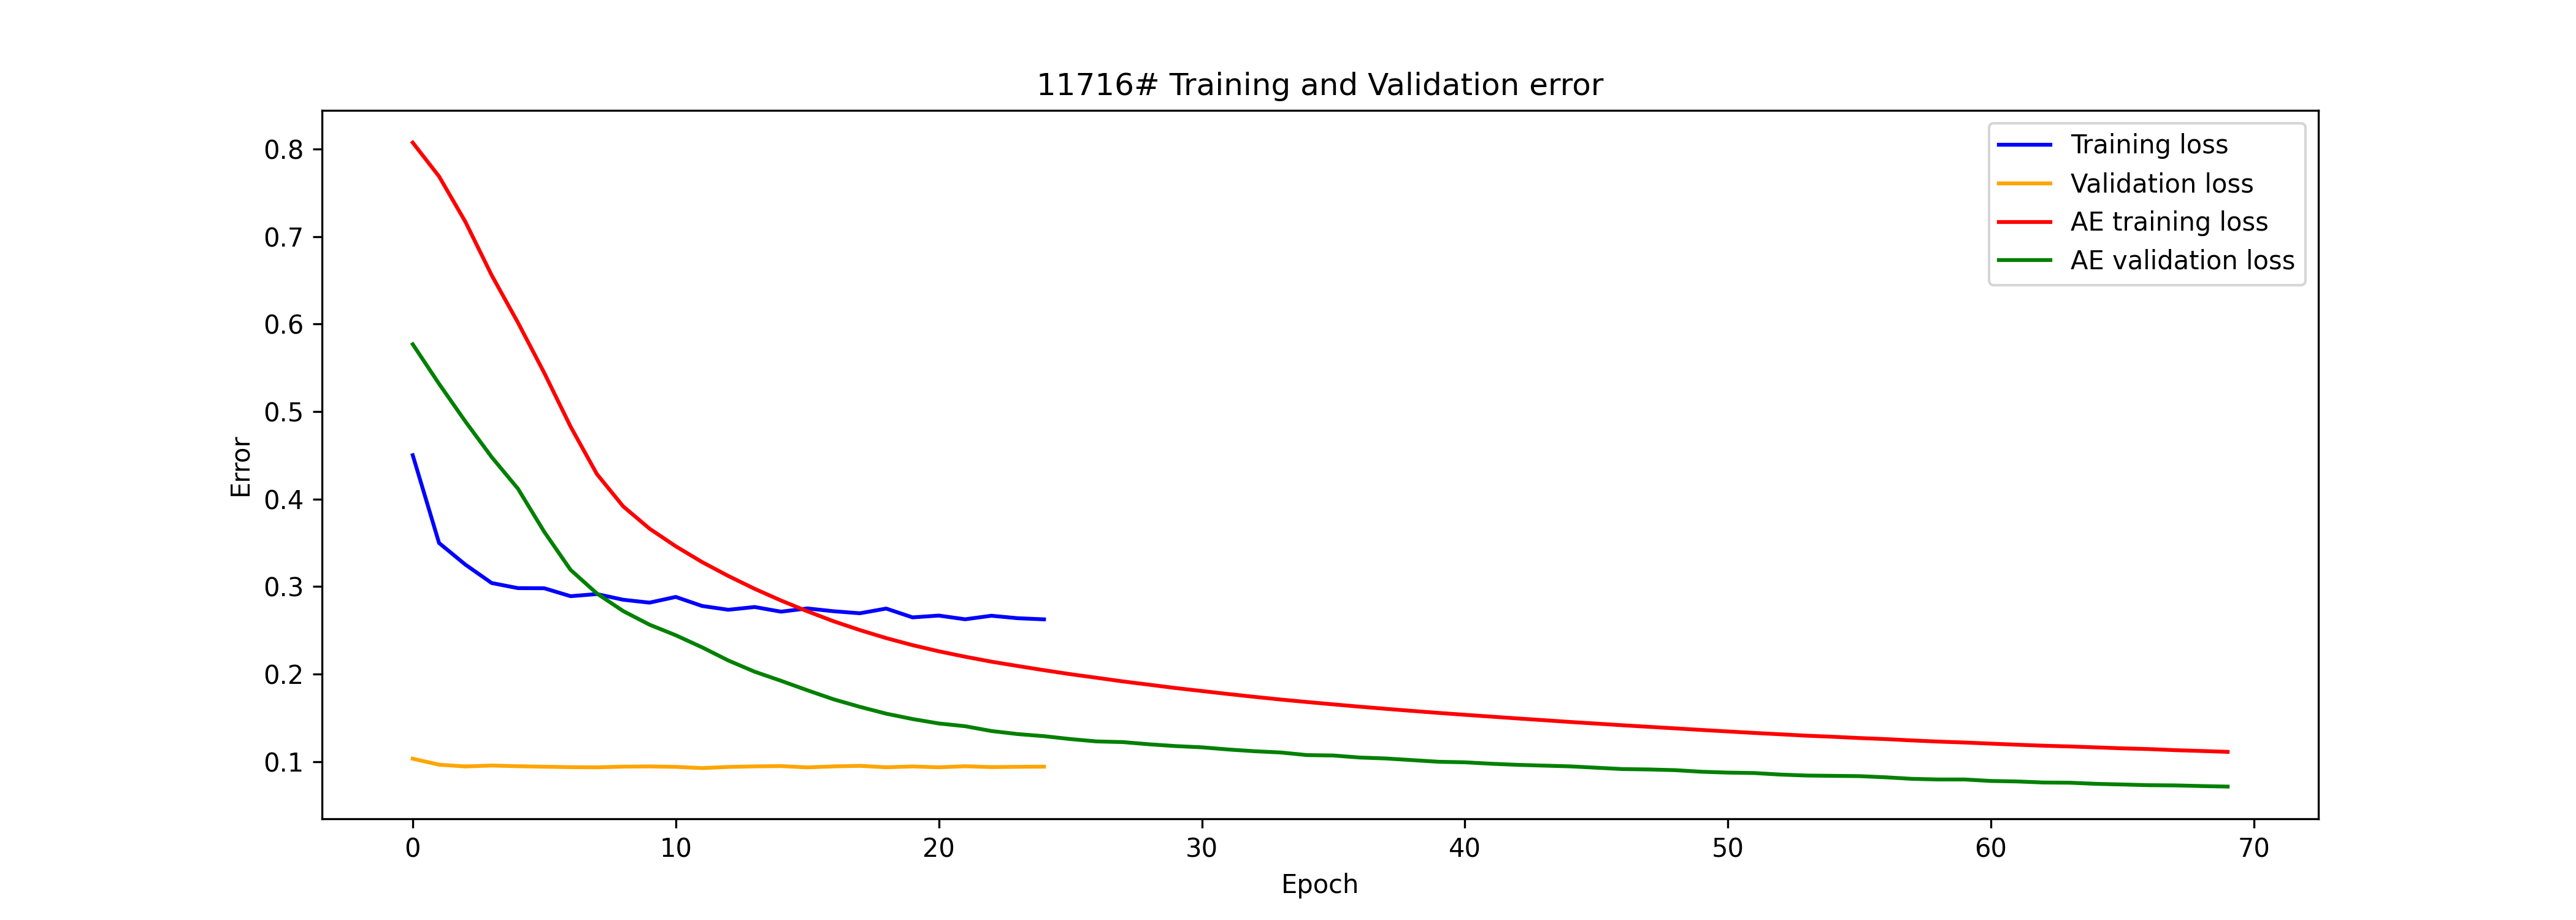 11716# Training and Validation error
Training loss
Validation loss
AE training loss
AE validation loss
Error
0.8
0.7
0.6
0.5
0.4
0.3
0.2
0.1
0 10 20 30 40 50 60 70
Epoch